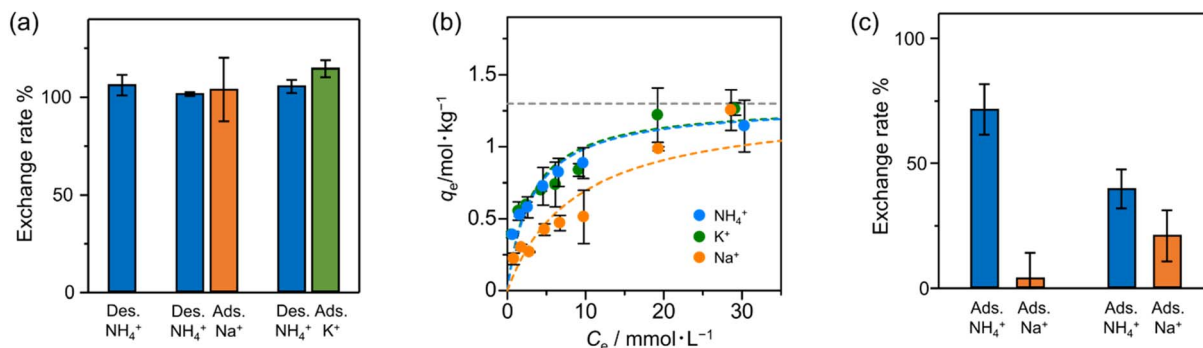 (a)
Exchange rate %
100
50
0
Des. NH₄⁺
Des. NH₄⁺
Ads. Na⁺
Des. NH₄⁺
Ads. K⁺
(b)
qₑ/mol·kg⁻¹
1.5
1
0.5
0
0
10
20
30
Cₑ / mmol·L⁻¹
NH₄⁺
K⁺
Na⁺
(c)
Exchange rate %
100
50
0
Ads. NH₄⁺
Ads. Na⁺
Ads. NH₄⁺
Ads. Na⁺